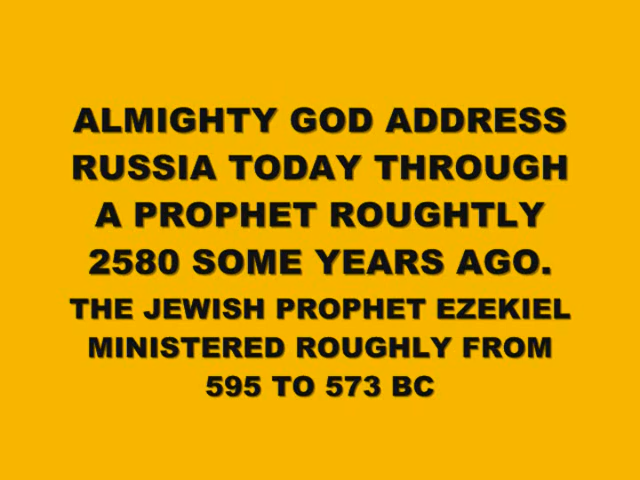 ALMIGHTY GOD ADDRESS
RUSSIA TODAY THROUGH
A PROPHET ROUGHTLY
2580 SOME YEARS AGO.
THE JEWISH PROPHET EZEKIEL
MINISTERED ROUGHLY FROM
595 TO 573 BC